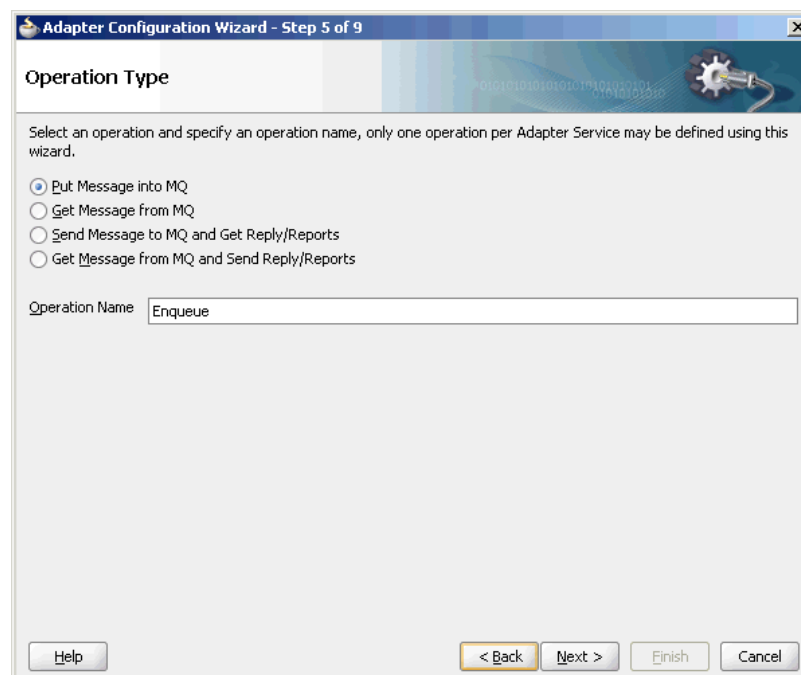 Adapter Configuration Wizard - Step 5 of 9
Operation Type
Select an operation and specify an operation name, only one operation per Adapter Service may be defined using this
wizard.
Put Message into MQ
Get Message from MQ
Send Message to MQ and Get Reply/Reports
Get Message from MQ and Send Reply/Reports
Operation Name Enqueue
Help < Back Next > Finish Cancel